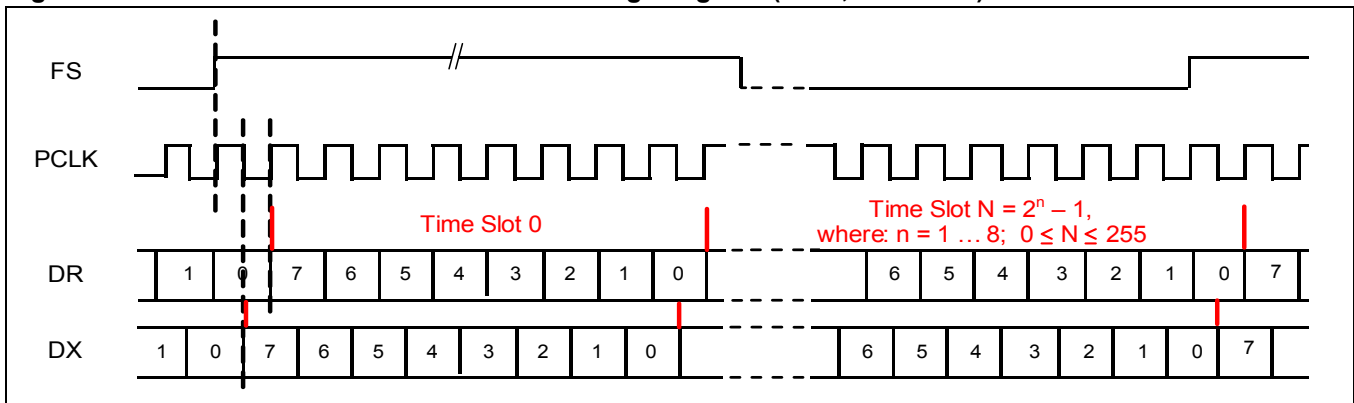 FS
PCLK
Time Slot 0
Time Slot N = 2ⁿ – 1,
where: n = 1 … 8; 0 ≤ N ≤ 255
DR 1 0 7 6 5 4 3 2 1 0 6 5 4 3 2 1 0 7
DX 1 0 7 6 5 4 3 2 1 0 6 5 4 3 2 1 0 7